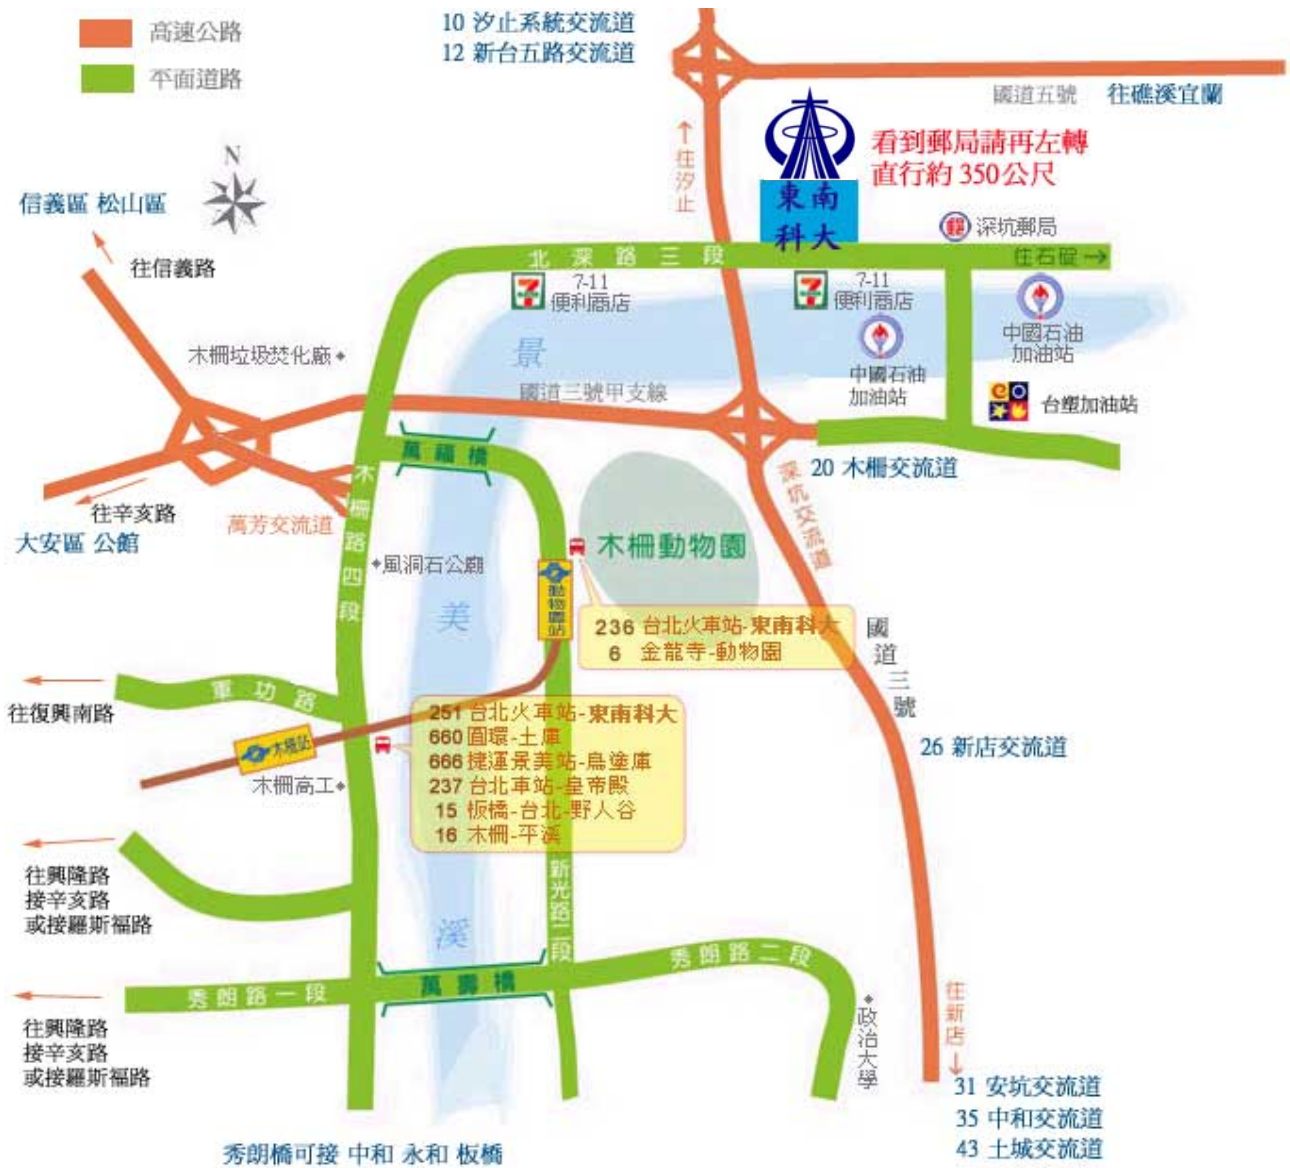 高速公路
平面道路
10 汐止系統交流道
12 新台五路交流道
國道五號
往礁溪宜蘭
往汐止
看到郵局請再左轉
直行約 350公尺
東南
科大
N
信義區 松山區
往信義路
深坑郵局
北深路三段
往石碇
7-11
便利商店
7-11
便利商店
中國石油
加油站
中國石油
加油站
台塑加油站
木柵垃圾焚化廠
景
國道三號甲支線
萬福橋
20 木柵交流道
深坑交流道
往辛亥路
大安區 公館
萬芳交流道
木柵路四段
風洞石公廟
木柵動物園
動物園站
美
236 台北火車站-東南科大
6 金龍寺-動物園
國道三號
軍功路
往復興南路
251 台北火車站-東南科大
660 圓環-土庫
666 捷運景美站-烏塗庫
237 台北車站-皇帝殿
15 板橋-台北-野人谷
16 木柵-平溪
木柵站
木柵高工
26 新店交流道
往興隆路
接辛亥路
或接羅斯福路
新光路二段
溪
秀朗路一段
萬壽橋
秀朗路二段
往興隆路
接辛亥路
或接羅斯福路
政治大學
往新店
31 安坑交流道
35 中和交流道
43 土城交流道
秀朗橋可接 中和 永和 板橋